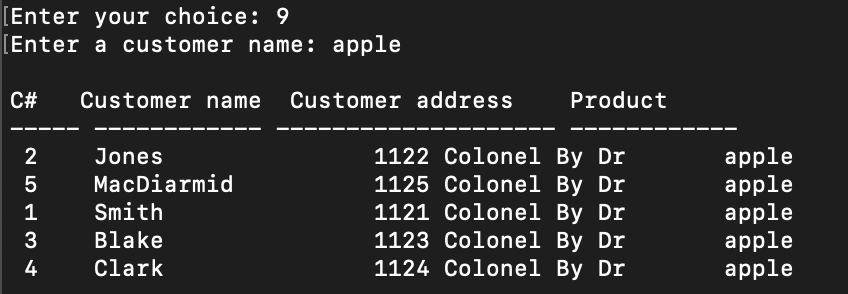 Enter your choice: 9
Enter a customer name: apple
C#   Customer name  Customer address    Product
----- ------------ -------------------- ------------
 2    Jones               1122 Colonel By Dr       apple
 5    MacDiarmid          1125 Colonel By Dr       apple
 1    Smith               1121 Colonel By Dr       apple
 3    Blake               1123 Colonel By Dr       apple
 4    Clark               1124 Colonel By Dr       apple